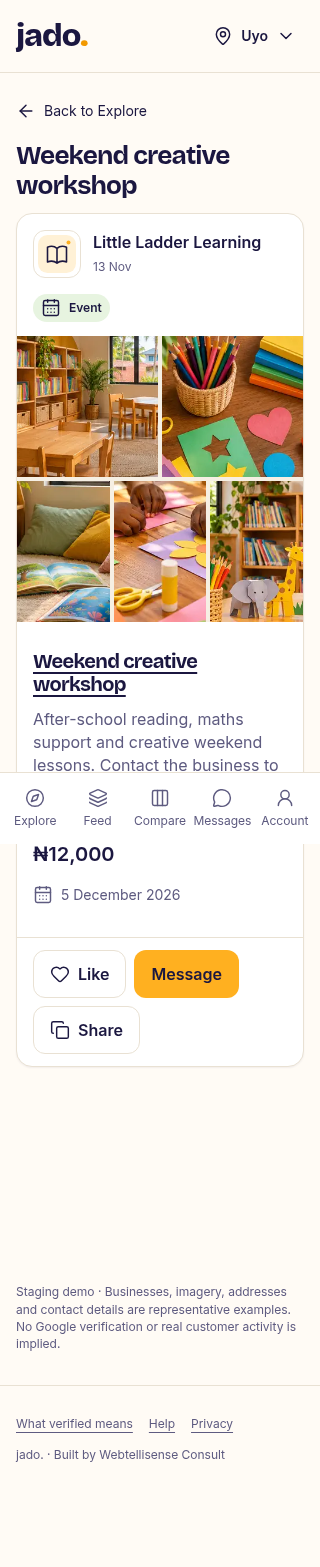 jado.
Uyo
Back to Explore
Weekend creative
workshop
Little Ladder Learning
13 Nov
Event
Weekend creative
workshop
After-school reading, maths
support and creative weekend
lessons. Contact the business to
Explore
Feed
Compare
Messages
Account
₦12,000
5 December 2026
Like
Message
Share
Staging demo · Businesses, imagery, addresses
and contact details are representative examples.
No Google verification or real customer activity is
implied.
What verified means
Help
Privacy
jado. · Built by Webtellisense Consult